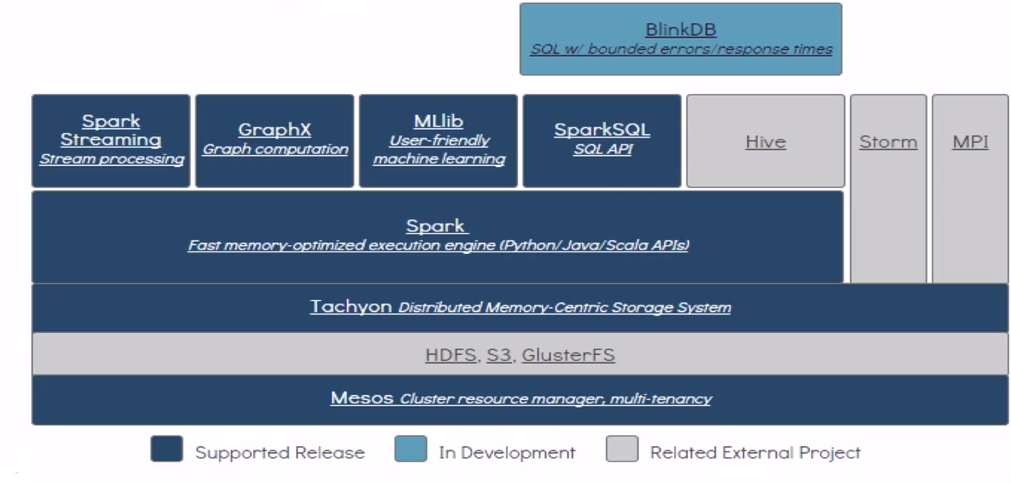 BlinkDB
SQL w/ bounded errors/response times
Spark
Streaming
Stream processing
GraphX
Graph computation
MLlib
User-friendly
machine learning
SparkSQL
SQL API
Hive
Storm
MPI
Spark
Fast memory-optimized execution engine (Python/Java/Scala APIs)
Tachyon Distributed Memory-Centric Storage System
HDFS, S3, GlusterFS
Mesos Cluster resource manager, multi-tenancy
Supported Release
In Development
Related External Project